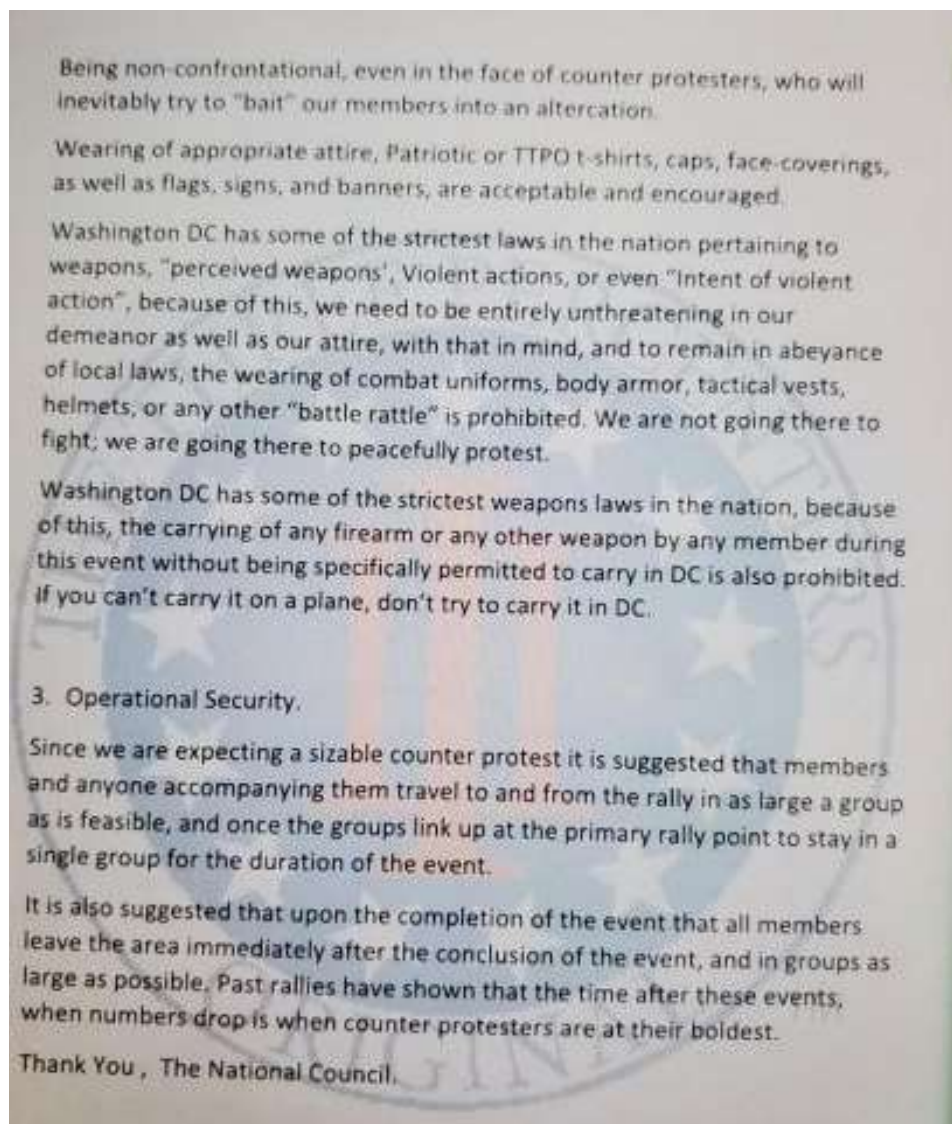 Being non-confrontational, even in the face of counter protesters, who will
inevitably try to "bait" our members into an altercation.
Wearing of appropriate attire, Patriotic or TTPO t-shirts, caps, face-coverings,
as well as flags, signs, and banners, are acceptable and encouraged.
Washington DC has some of the strictest laws in the nation pertaining to
weapons, "perceived weapons', Violent actions, or even "Intent of violent
action", because of this, we need to be entirely unthreatening in our
demeanor as well as our attire, with that in mind, and to remain in abeyance
of local laws, the wearing of combat uniforms, body armor, tactical vests,
helmets, or any other "battle rattle" is prohibited. We are not going there to
fight; we are going there to peacefully protest.
Washington DC has some of the strictest weapons laws in the nation, because
of this, the carrying of any firearm or any other weapon by any member during
this event without being specifically permitted to carry in DC is also prohibited.
If you can't carry it on a plane, don't try to carry it in DC.
3. Operational Security.
Since we are expecting a sizable counter protest it is suggested that members
and anyone accompanying them travel to and from the rally in as large a group
as is feasible, and once the groups link up at the primary rally point to stay in a
single group for the duration of the event.
It is also suggested that upon the completion of the event that all members
leave the area immediately after the conclusion of the event, and in groups as
large as possible. Past rallies have shown that the time after these events,
when numbers drop is when counter protesters are at their boldest.
Thank You , The National Council.